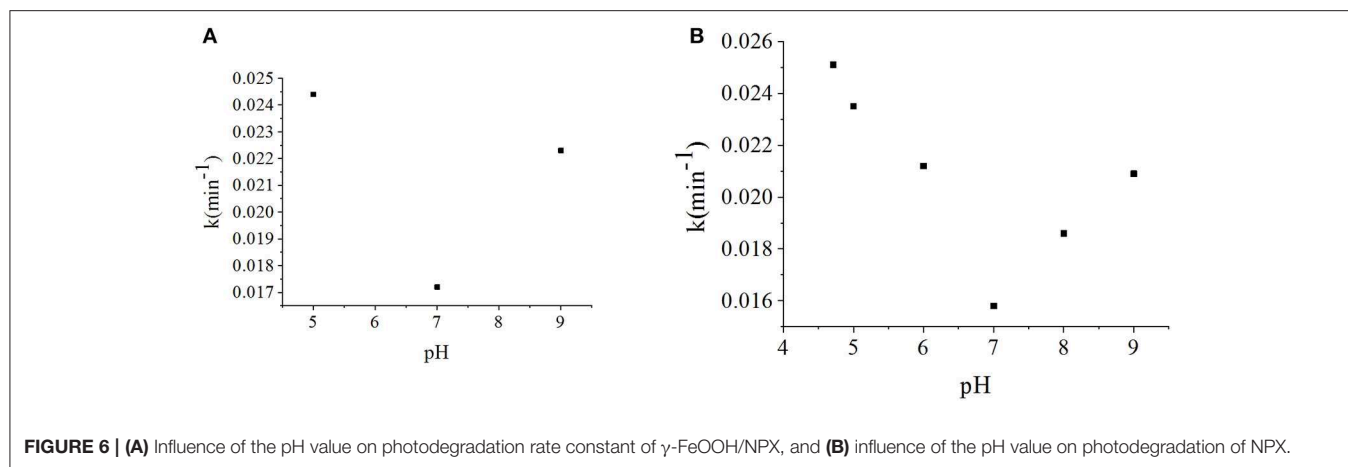 A
0.025
0.024
0.023
0.022
0.021
0.020
0.019
0.018
0.017
k(min⁻¹)
5 6 7 8 9
pH
B
0.026
0.024
0.022
0.020
0.018
0.016
k(min⁻¹)
4 5 6 7 8 9
pH
FIGURE 6 | (A) Influence of the pH value on photodegradation rate constant of γ-FeOOH/NPX, and (B) influence of the pH value on photodegradation of NPX.